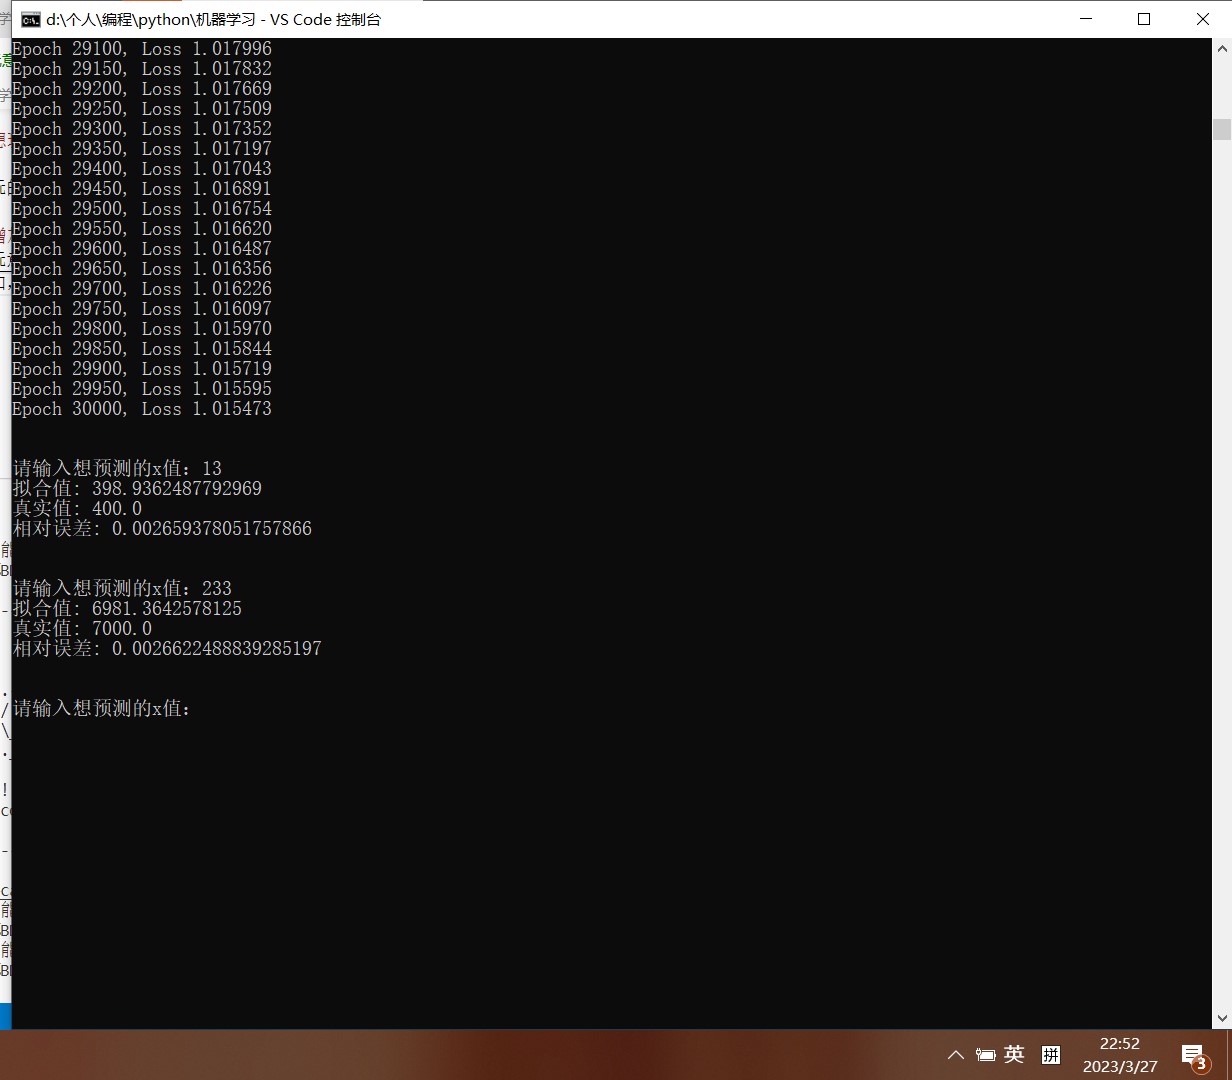 d:\个人\编程\python\机器学习 - VS Code 控制台
Epoch 29100, Loss 1.017996
Epoch 29150, Loss 1.017832
Epoch 29200, Loss 1.017669
Epoch 29250, Loss 1.017509
Epoch 29300, Loss 1.017352
Epoch 29350, Loss 1.017197
Epoch 29400, Loss 1.017043
Epoch 29450, Loss 1.016891
Epoch 29500, Loss 1.016754
Epoch 29550, Loss 1.016620
Epoch 29600, Loss 1.016487
Epoch 29650, Loss 1.016356
Epoch 29700, Loss 1.016226
Epoch 29750, Loss 1.016097
Epoch 29800, Loss 1.015970
Epoch 29850, Loss 1.015844
Epoch 29900, Loss 1.015719
Epoch 29950, Loss 1.015595
Epoch 30000, Loss 1.015473
请输入想预测的x值：13
拟合值: 398.9362487792969
真实值: 400.0
相对误差: 0.002659378051757866
请输入想预测的x值：233
拟合值: 6981.3642578125
真实值: 7000.0
相对误差: 0.0026622488839285197
请输入想预测的x值：
英
拼
22:52
2023/3/27
3